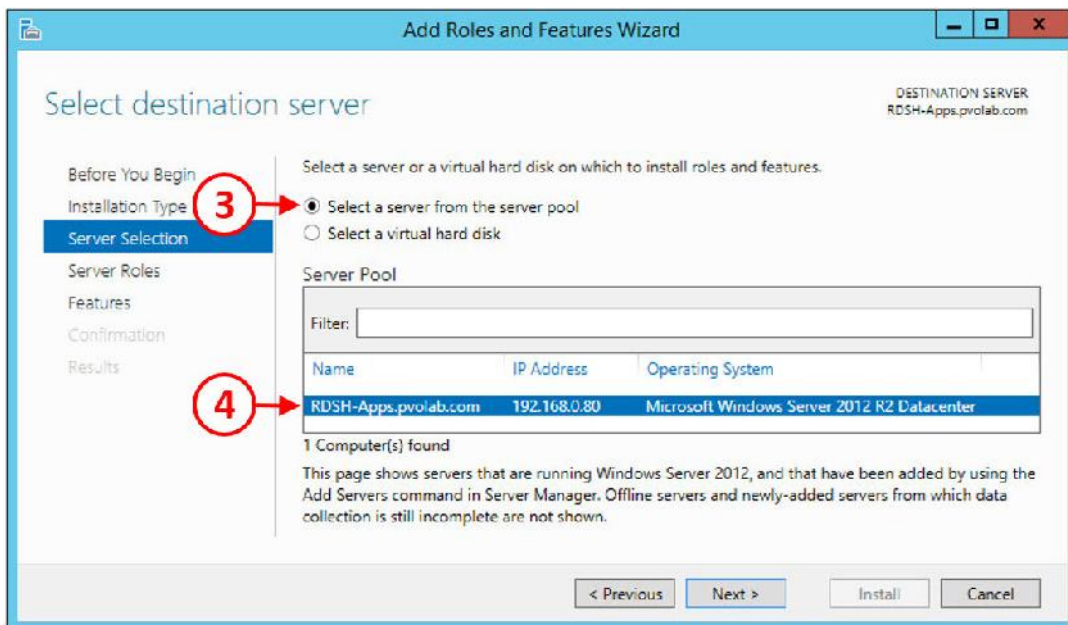 Add Roles and Features Wizard
Select destination server
DESTINATION SERVER
RDSH-Apps.pvolab.com
Before You Begin
Installation Type
Server Selection
Server Roles
Features
Confirmation
Results
3
4
Select a server or a virtual hard disk on which to install roles and features.
Select a server from the server pool
Select a virtual hard disk
Server Pool
Filter:
Name IP Address Operating System
RDSH-Apps.pvolab.com 192.168.0.80 Microsoft Windows Server 2012 R2 Datacenter
1 Computer(s) found
This page shows servers that are running Windows Server 2012, and that have been added by using the
Add Servers command in Server Manager. Offline servers and newly-added servers from which data
collection is still incomplete are not shown.
< Previous Next > Install Cancel